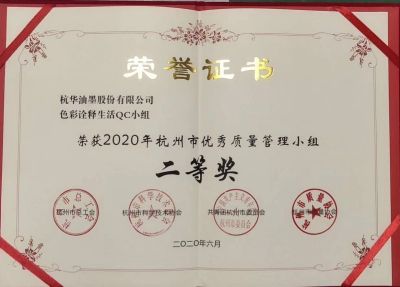 荣誉证书
杭华油墨股份有限公司
色彩诠释生活QC小组
荣获2020年杭州市优秀质量管理小组
二等奖
杭州市总工会 杭州市科学技术协会 共青团杭州市委员会
二〇二〇年六月